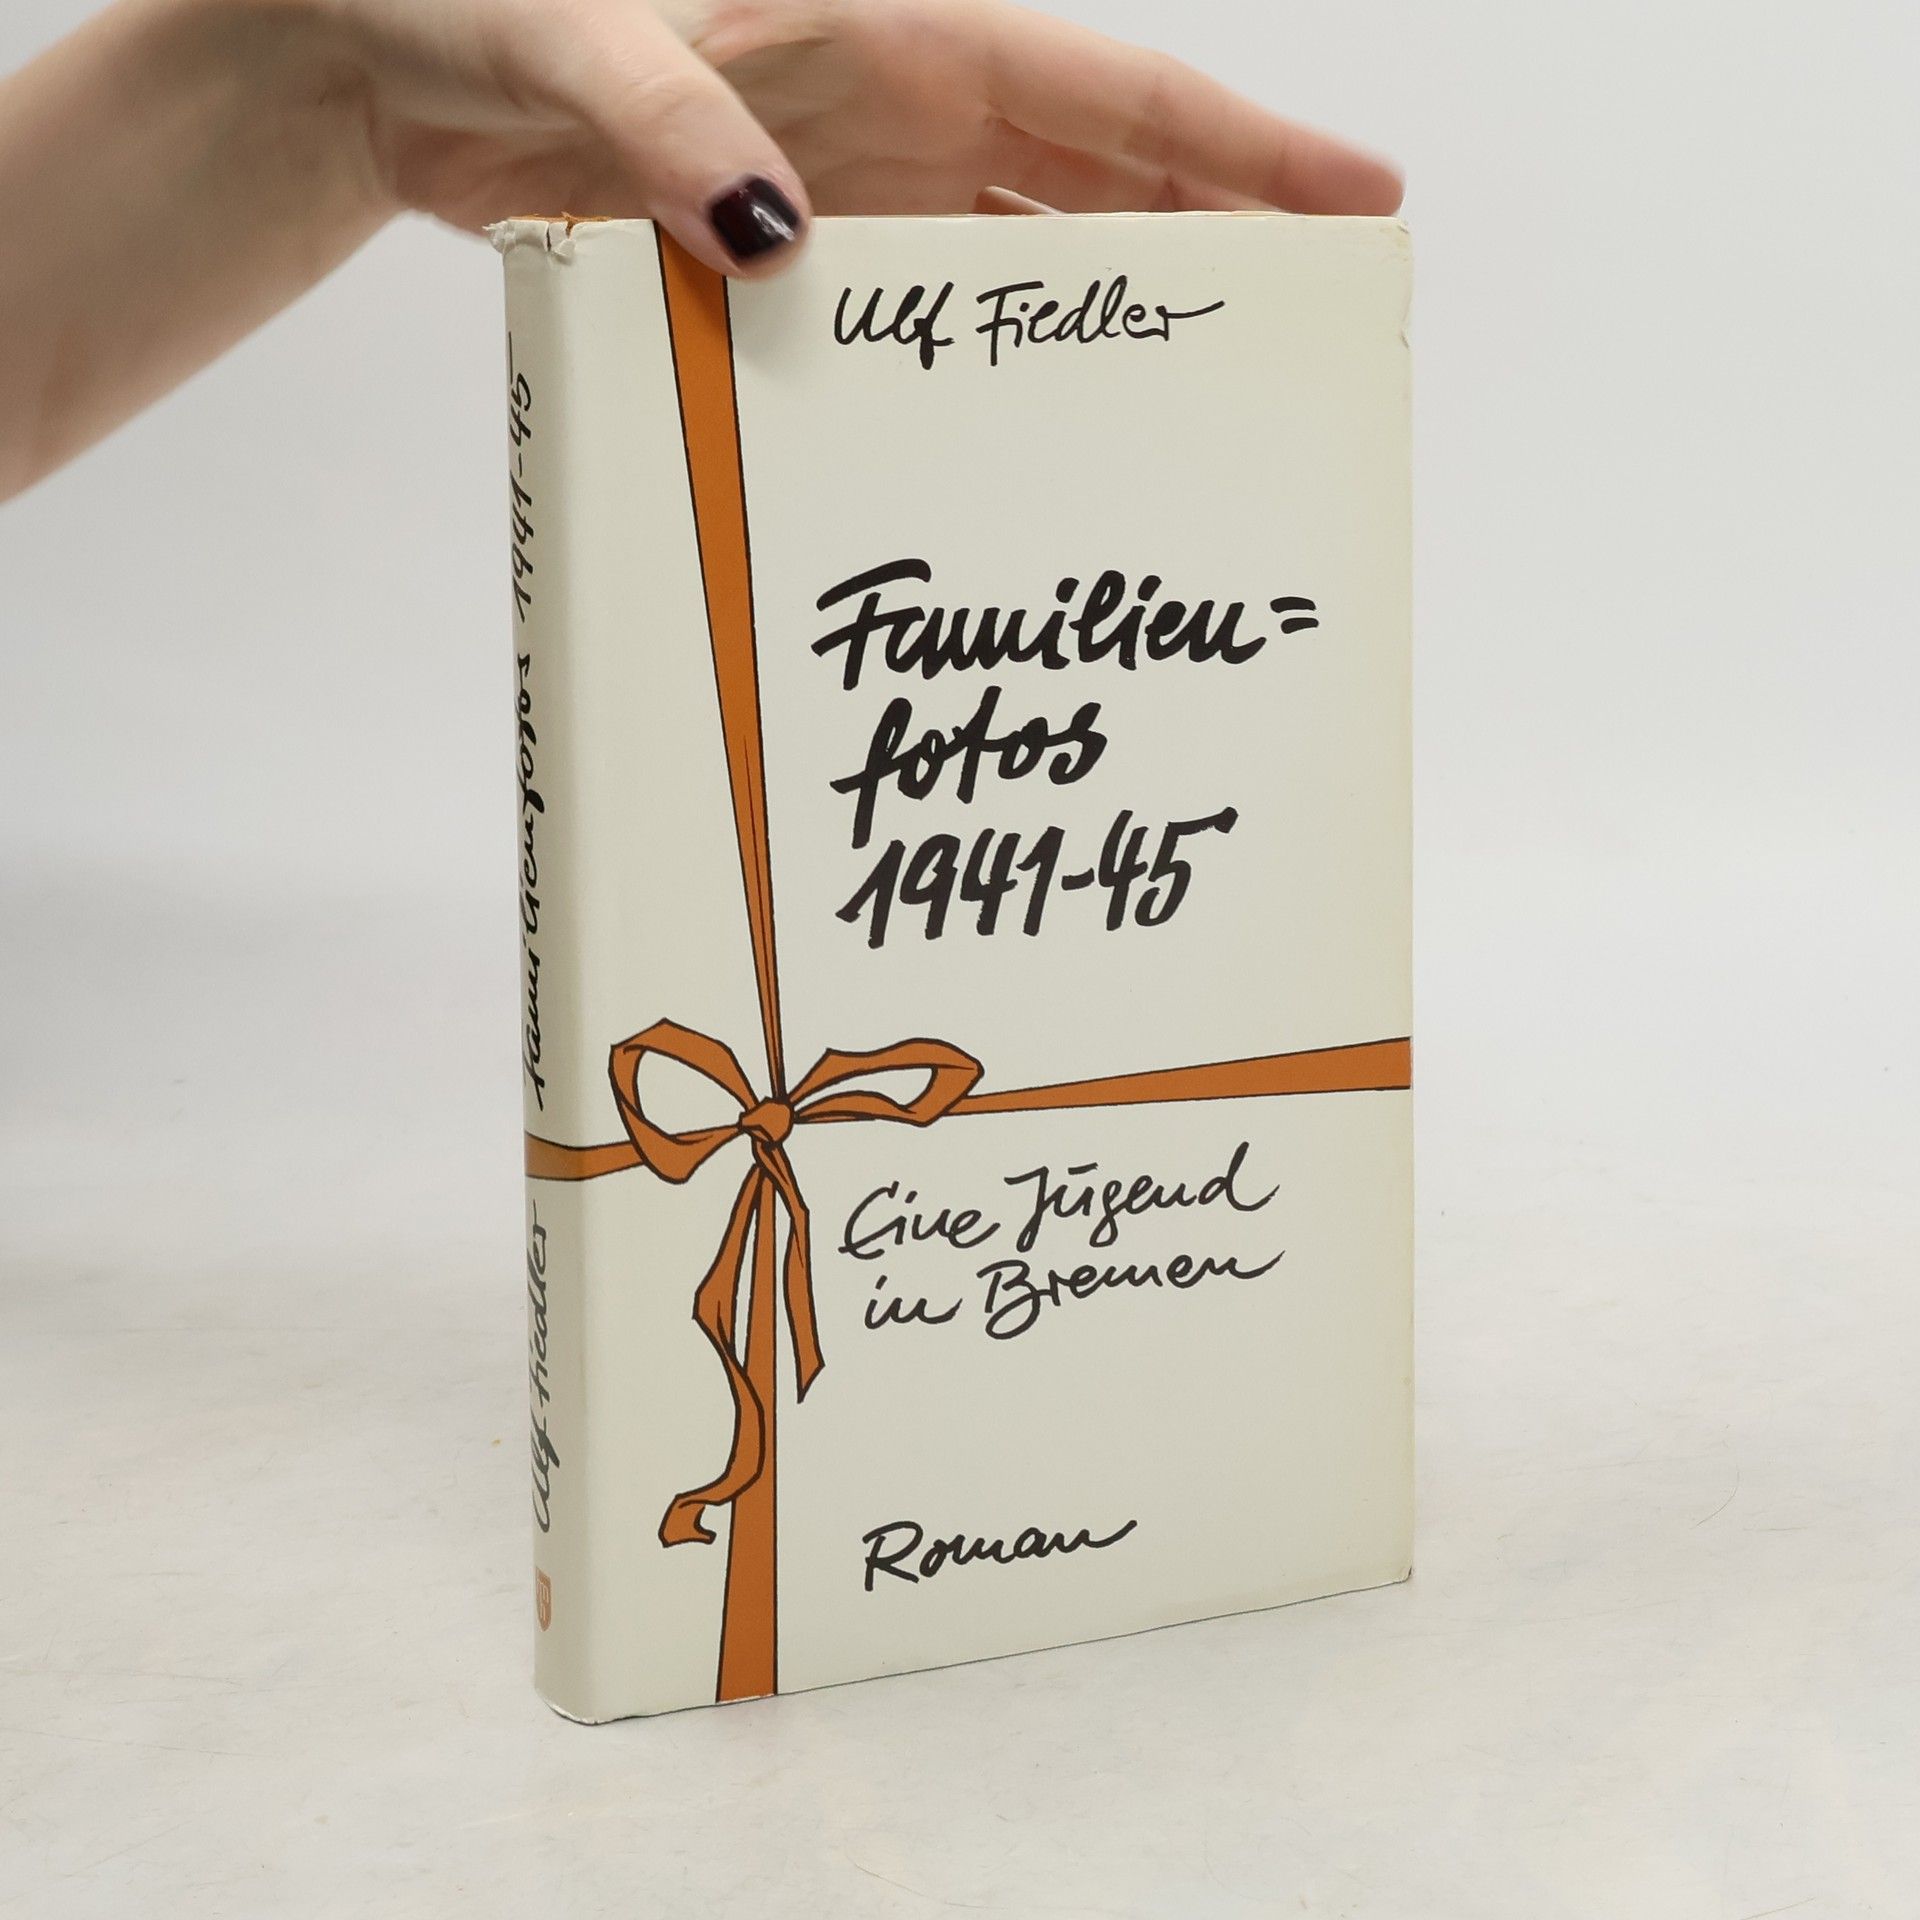 Ulf Fiedler
Familien=
fotos
1941-45
Eine Jugend
in Bremen
Roman
Ulf Fiedler Familienfotos 1941-45